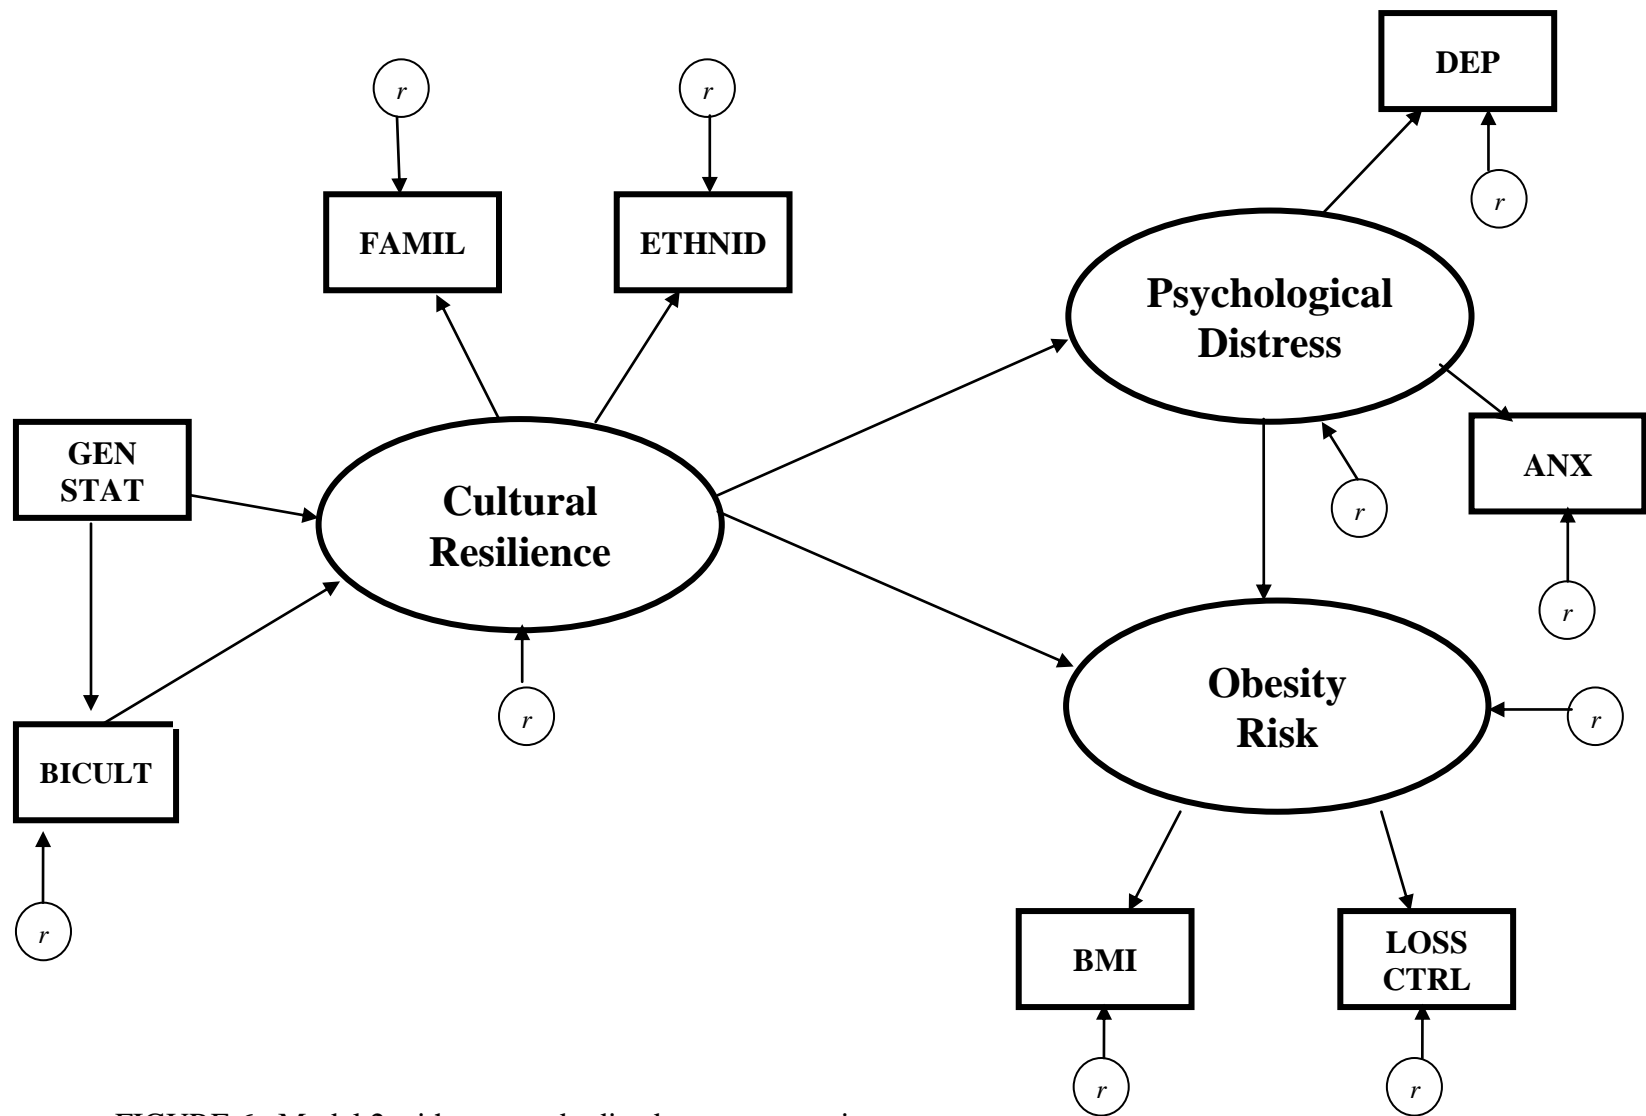 DEP
r
r
r
FAMIL
ETHNID
Psychological
Distress
GEN
STAT
ANX
Cultural
Resilience
r
r
Obesity
Risk
r
r
BICULT
r
BMI
LOSS
CTRL
r
r